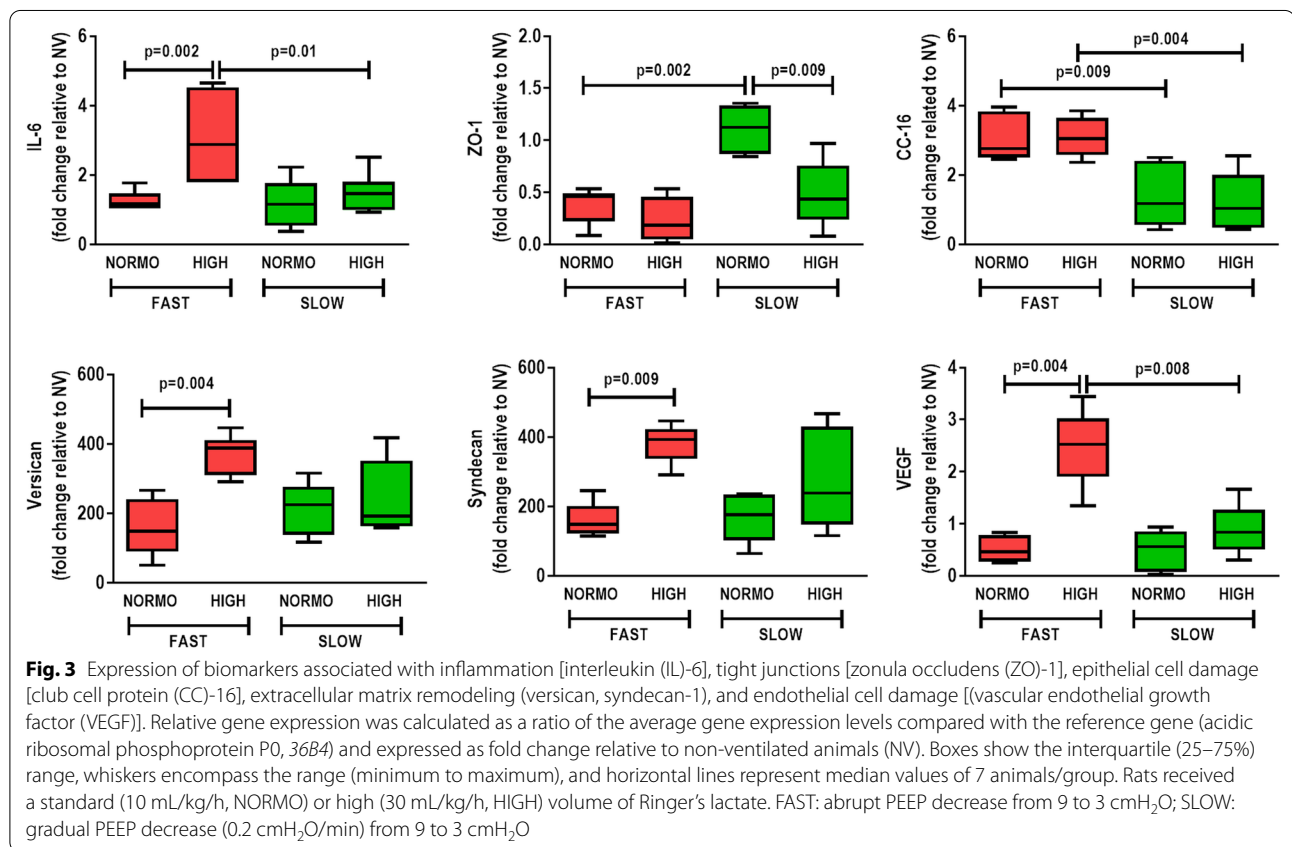 IL-6
(fold change relative to NV)
6
4
2
0
p=0.002
p=0.01
NORMO HIGH NORMO HIGH
FAST SLOW
ZO-1
(fold change relative to NV)
2.0
1.5
1.0
0.5
0.0
p=0.002
p=0.009
NORMO HIGH NORMO HIGH
FAST SLOW
CC-16
(fold change related to NV)
6
4
2
0
p=0.004
p=0.009
NORMO HIGH NORMO HIGH
FAST SLOW
Versican
(fold change relative to NV)
600
400
200
0
p=0.004
NORMO HIGH NORMO HIGH
FAST SLOW
Syndecan
(fold change relative to NV)
600
400
200
0
p=0.009
NORMO HIGH NORMO HIGH
FAST SLOW
VEGF
(fold change relative to NV)
4
3
2
1
0
p=0.004
p=0.008
NORMO HIGH NORMO HIGH
FAST SLOW
Fig. 3 Expression of biomarkers associated with inflammation [interleukin (IL)-6], tight junctions [zonula occludens (ZO)-1], epithelial cell damage
[club cell protein (CC)-16], extracellular matrix remodeling (versican, syndecan-1), and endothelial cell damage [(vascular endothelial growth
factor (VEGF)]. Relative gene expression was calculated as a ratio of the average gene expression levels compared with the reference gene (acidic
ribosomal phosphoprotein P0, 36B4) and expressed as fold change relative to non-ventilated animals (NV). Boxes show the interquartile (25–75%)
range, whiskers encompass the range (minimum to maximum), and horizontal lines represent median values of 7 animals/group. Rats received
a standard (10 mL/kg/h, NORMO) or high (30 mL/kg/h, HIGH) volume of Ringer's lactate. FAST: abrupt PEEP decrease from 9 to 3 cmH₂O; SLOW:
gradual PEEP decrease (0.2 cmH₂O/min) from 9 to 3 cmH₂O